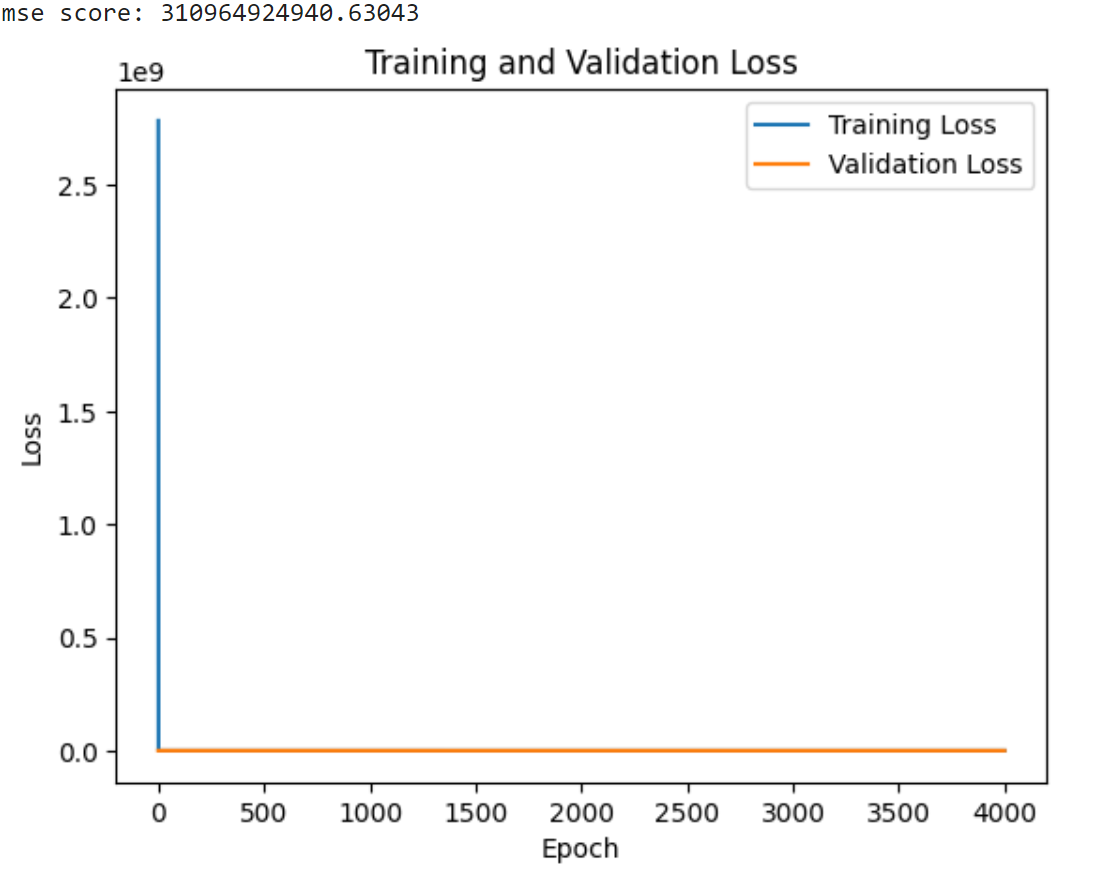 mse score: 310964924940.63043
Training and Validation Loss
1e9
Training Loss
Validation Loss
2.5
2.0
1.5
1.0
0.5
0.0
Loss
0 500 1000 1500 2000 2500 3000 3500 4000
Epoch